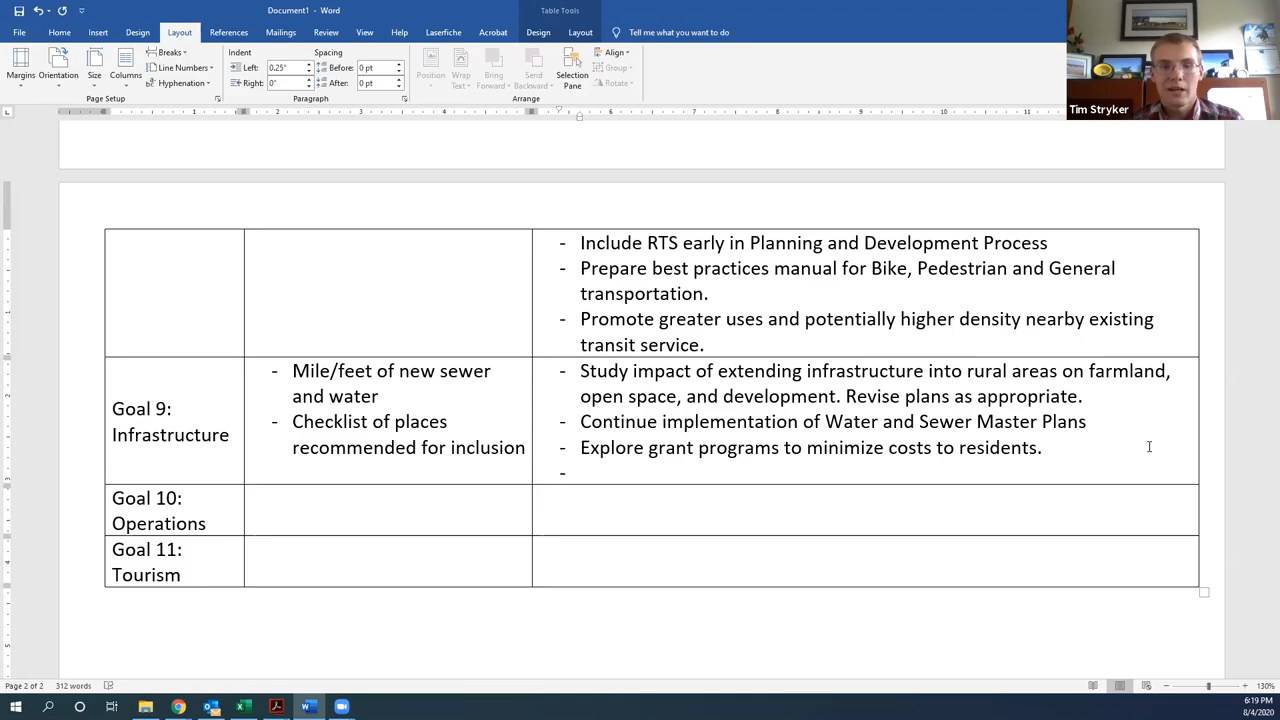 Document1 - Word
Table Tools
File Home Insert Design Layout References Mailings Review View Help Laserfiche Acrobat Design Layout Tell me what you want to do
Margins Orientation Size Columns
Breaks
Line Numbers
Hyphenation
Page Setup
Indent Spacing
Left: 0.25" Before: 0 pt
Right: 0" After: 0 pt
Paragraph
Position Wrap Text Bring Forward Send Backward Selection Pane
Align
Group
Rotate
Arrange
Tim Stryker
- Include RTS early in Planning and Development Process
- Prepare best practices manual for Bike, Pedestrian and General
transportation.
- Promote greater uses and potentially higher density nearby existing
transit service.
Goal 9:
Infrastructure
- Mile/feet of new sewer
and water
- Checklist of places
recommended for inclusion
- Study impact of extending infrastructure into rural areas on farmland,
open space, and development. Revise plans as appropriate.
- Continue implementation of Water and Sewer Master Plans
- Explore grant programs to minimize costs to residents.
-
Goal 10:
Operations
Goal 11:
Tourism
Page 2 of 2 312 words
130%
6:19 PM
8/4/2020